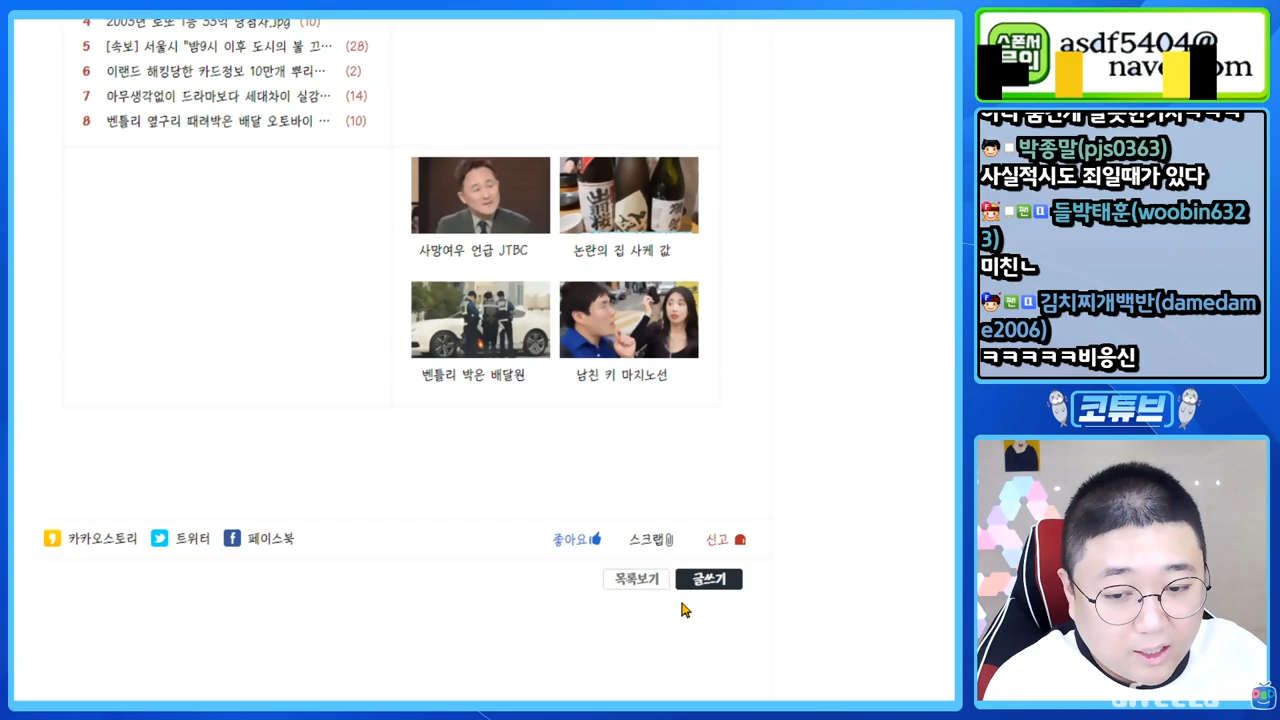 4 2003년 로또 1등 53억 당첨자.jpg (10)
5 [속보] 서울시 "밤9시 이후 도시의 불 끄… (28)
6 이랜드 해킹당한 카드정보 10만개 뿌리… (2)
7 아무생각없이 드라마보다 세대차이 실감… (14)
8 벤틀리 옆구리 때려박은 배달 오토바이 … (10)
사망여우 언급 JTBC
논란의 집 사케 값
벤틀리 박은 배달원
남친 키 마지노선
카카오스토리 트위터 페이스북
좋아요 스크랩 신고
목록보기 글쓰기
asdf5404@
박종말(pjs0363)
사실적시도 죄일때가 있다
팬 들박태훈(woobin632
3)
미친ㄴ
팬 김치찌개백반(damedam
e2006)
ㅋㅋㅋㅋㅋ비응신
코튜브